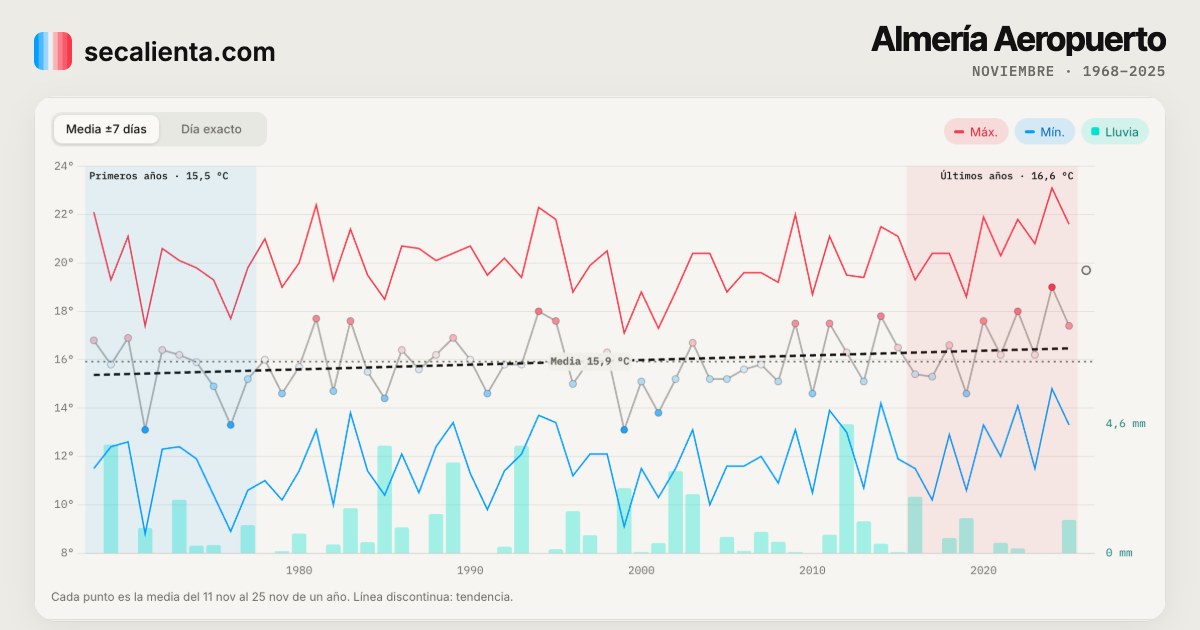 secalienta.com
Almería Aeropuerto
NOVIEMBRE · 1968–2025
Media ±7 días
Día exacto
Máx.
Mín.
Lluvia
Primeros años · 15,5 °C
Últimos años · 16,6 °C
24°
22°
20°
18°
16°
14°
12°
10°
8°
Media 15,9 °C
4,6 mm
0 mm
1980
1990
2000
2010
2020
Cada punto es la media del 11 nov al 25 nov de un año. Línea discontinua: tendencia.